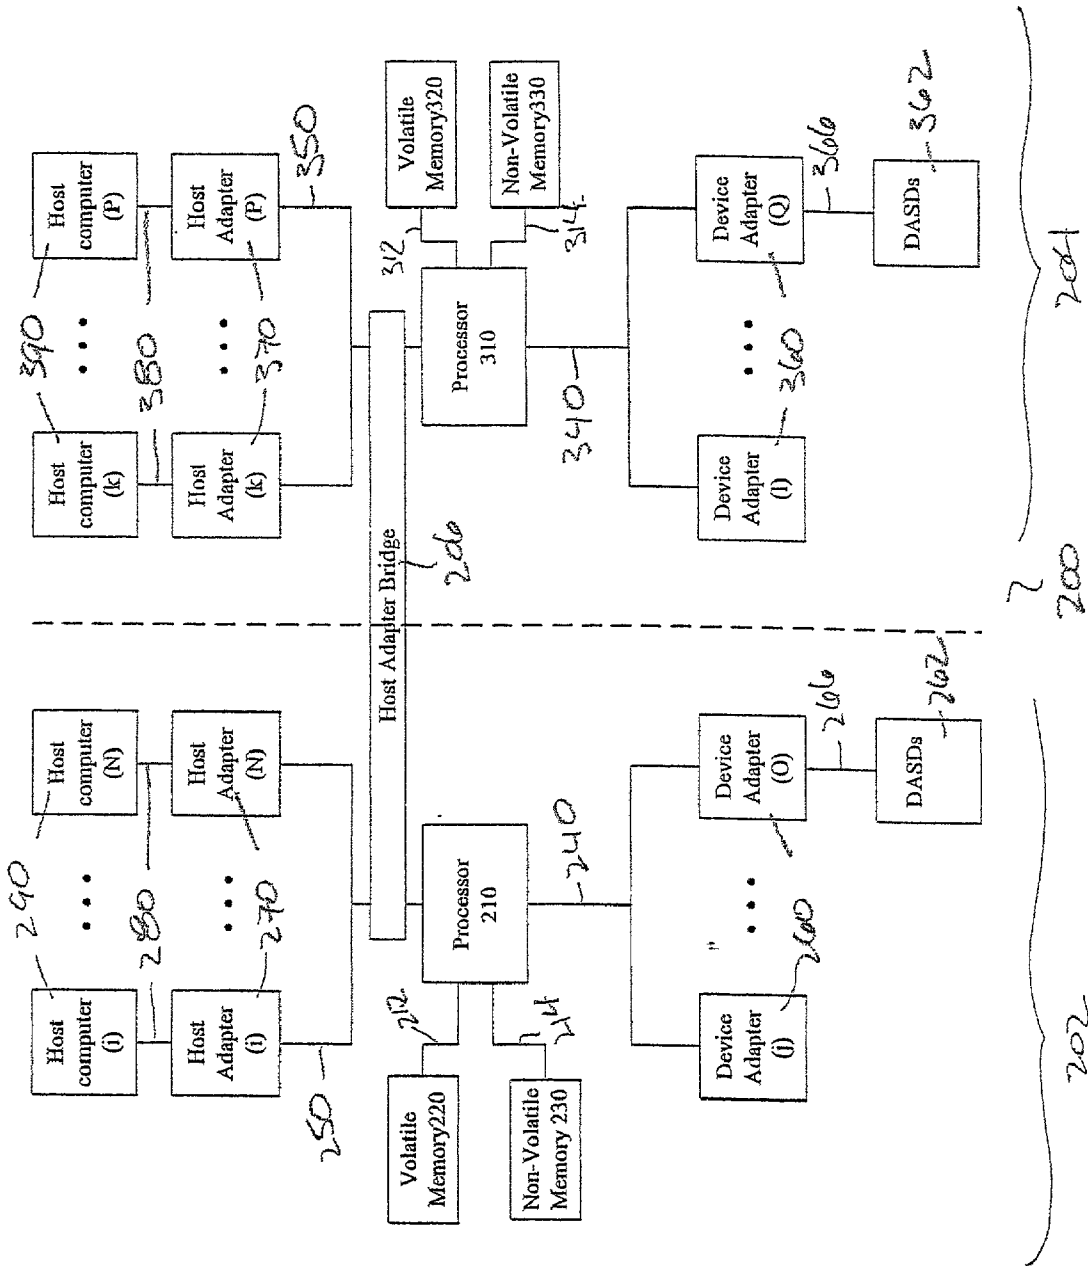 290
390
Host
computer
(i)
Host
computer
(N)
Host
computer
(k)
Host
computer
(P)
280
380
Host
Adapter
(i)
Host
Adapter
(N)
Host
Adapter
(k)
Host
Adapter
(P)
270
370
250
350
Host Adapter Bridge
206
Volatile
Memory220
212
Processor
210
Processor
310
312
Volatile
Memory320
Non-Volatile
Memory 230
214
314
Non-Volatile
Memory330
240
340
Device
Adapter
(j)
Device
Adapter
(O)
Device
Adapter
(l)
Device
Adapter
(Q)
260
360
266
366
DASDs
262
DASDs
362
202
200
204